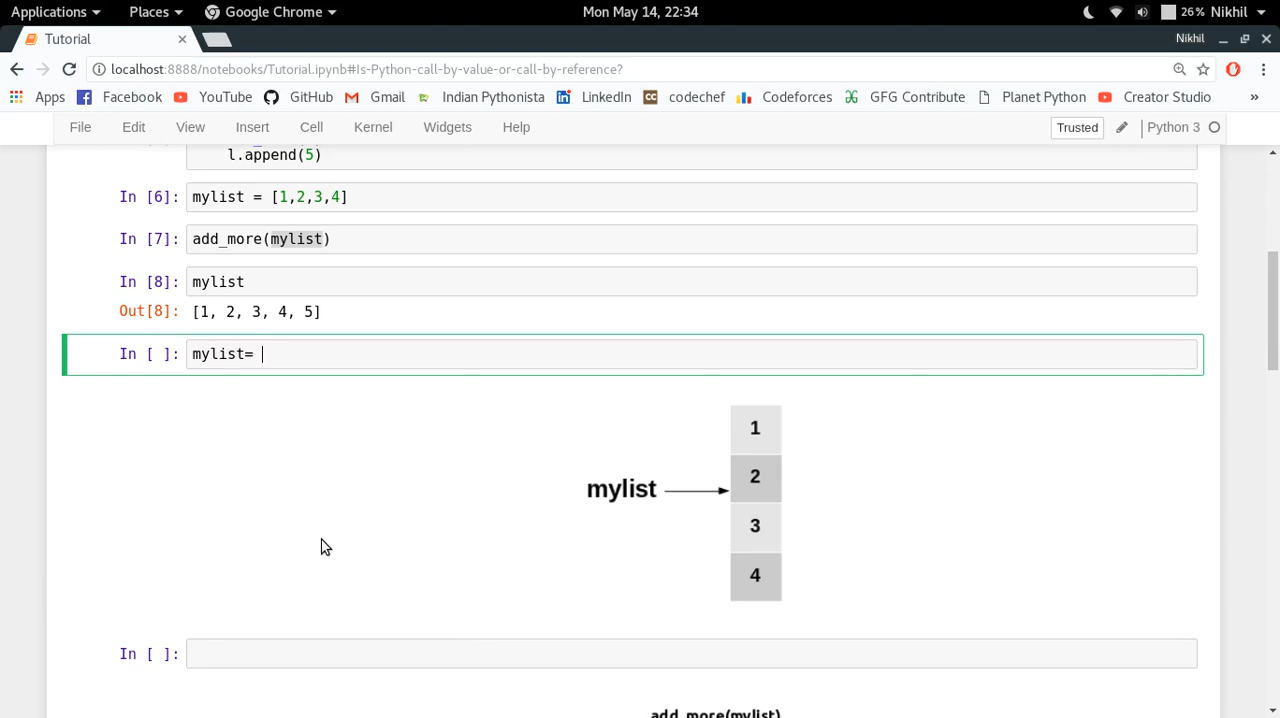 Applications Places Google Chrome Mon May 14, 22:34 26% Nikhil
Tutorial Nikhil
localhost:8888/notebooks/Tutorial.ipynb#Is-Python-call-by-value-or-call-by-reference?
Apps Facebook YouTube GitHub Gmail Indian Pythonista LinkedIn codechef Codeforces GFG Contribute Planet Python Creator Studio »
File Edit View Insert Cell Kernel Widgets Help Trusted Python 3
l.append(5)
In [6]: mylist = [1,2,3,4]
In [7]: add_more(mylist)
In [8]: mylist
Out[8]: [1, 2, 3, 4, 5]
In [ ]: mylist=
1
2
mylist
3
4
In [ ]:
add_more(mylist)